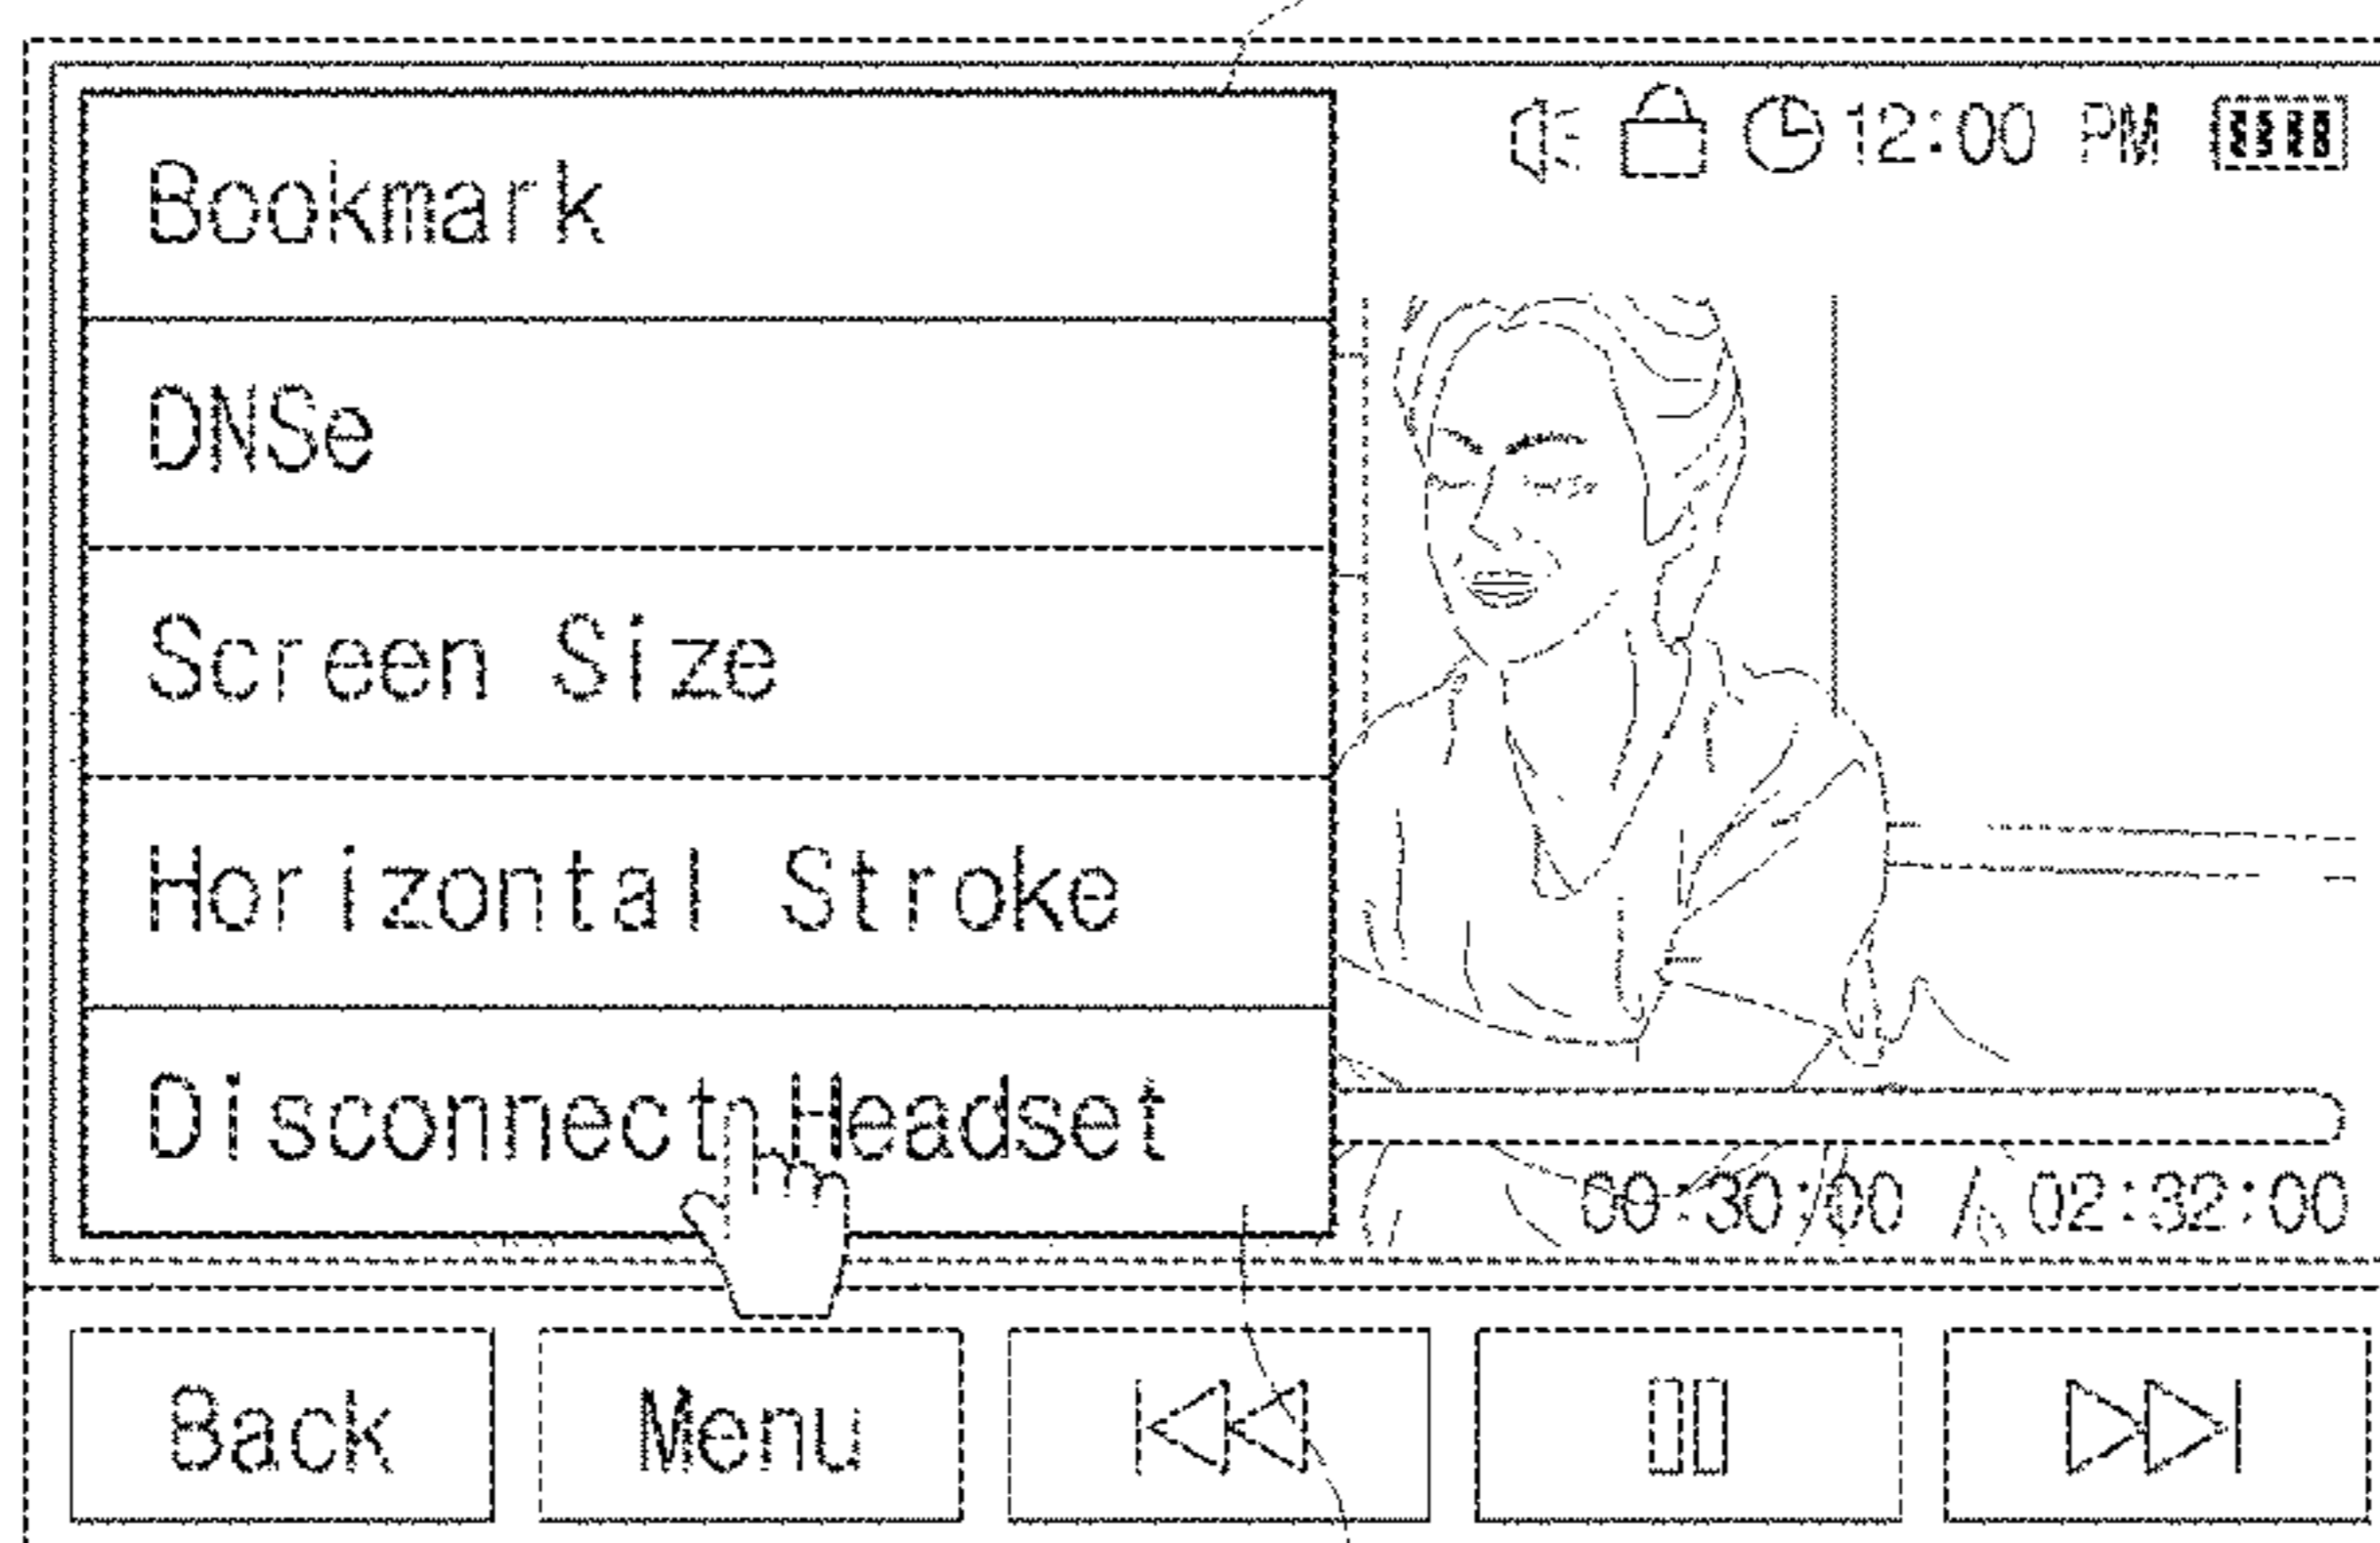 12:00 PM
Bookmark
DNSe
Screen Size
Horizontal Stroke
Disconnect Headset
00:30:00 / 02:32:00
Back
Menu